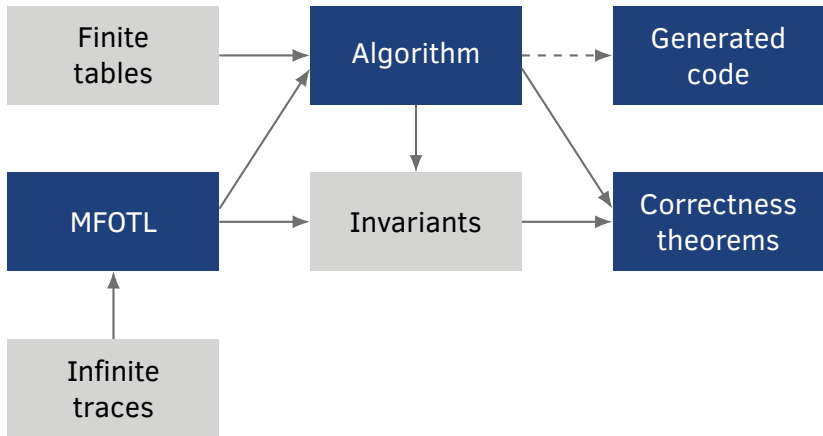 Finite
tables
Algorithm
Generated
code
MFOTL
Invariants
Correctness
theorems
Infinite
traces